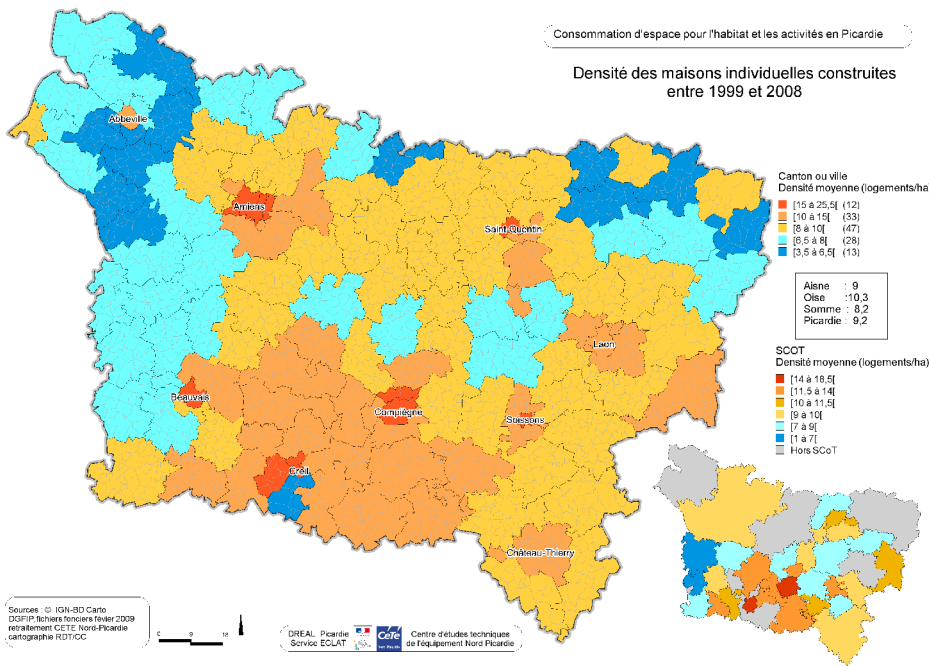 Consommation d'espace pour l'habitat et les activités en Picardie
Densité des maisons individuelles construites
entre 1999 et 2008
Abbeville
Amiens
Saint-Quentin
Laon
Beauvais
Compiègne
Soissons
Creil
Château-Thierry
Canton ou ville
Densité moyenne (logements/ha)
[15 à 25,5[ (12)
[10 à 15[ (33)
[8 à 10[ (47)
[6,5 à 8[ (28)
[3,5 à 6,5[ (13)
Aisne : 9
Oise :10,3
Somme : 8,2
Picardie : 9,2
SCOT
Densité moyenne (logements/ha)
[14 à 18,5[
[11,5 à 14[
[10 à 11,5[
[9 à 10[
[7 à 9[
[1 à 7[
Hors SCoT
Sources : © IGN-BD Carto
DGFIP,fichiers fonciers févier 2009
retraitement CETE Nord-Picardie
cartographie RDT/CC
0 9 18
DREAL Picardie
Service ECLAT
CeTe
Nord Picardie
Centre d'études techniques
de l'équipement Nord Picardie